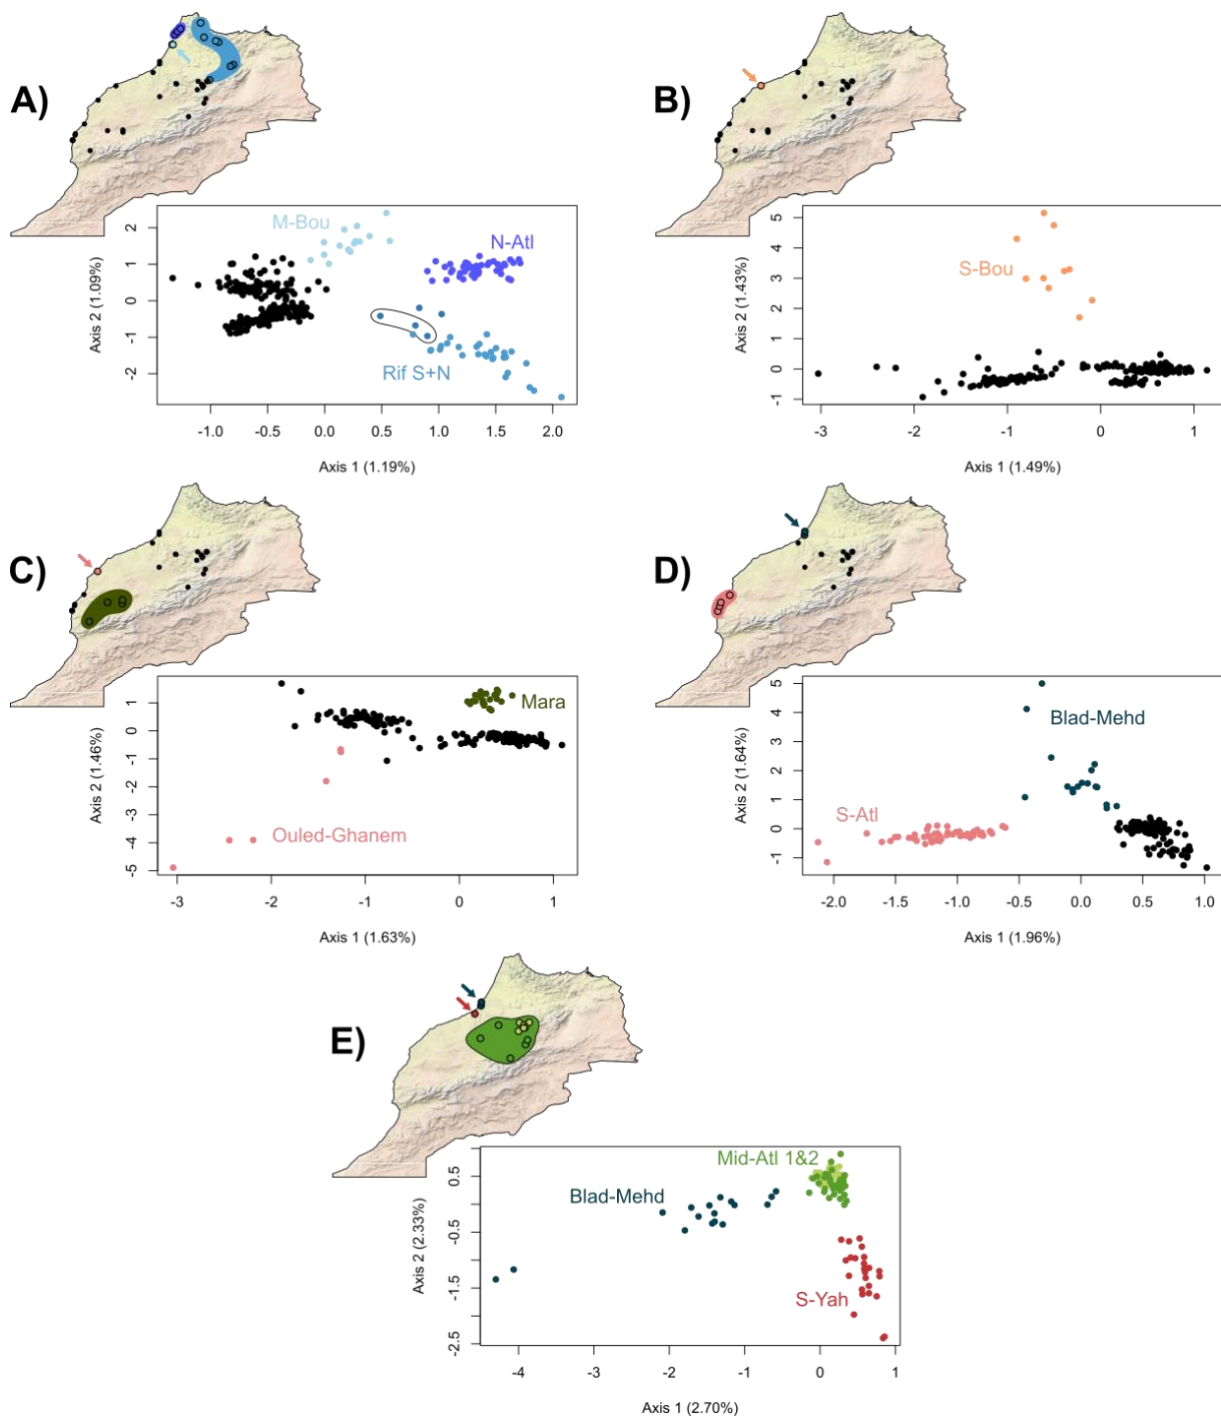 A)
M-Bou
N-Atl
Rif S+N
Axis 2 (1.09%)
2
1
0
-1
-2
-1.0 -0.5 0.0 0.5 1.0 1.5 2.0
Axis 1 (1.19%)
B)
S-Bou
Axis 2 (1.43%)
5
4
3
2
1
0
-1
-3 -2 -1 0 1
Axis 1 (1.49%)
C)
Mara
Ouled-Ghanem
Axis 2 (1.46%)
1
0
-1
-2
-3
-4
-5
-3 -2 -1 0 1
Axis 1 (1.63%)
D)
Blad-Mehd
S-Atl
Axis 2 (1.64%)
5
4
3
2
1
0
-1
-2.0 -1.5 -1.0 -0.5 0.0 0.5 1.0
Axis 1 (1.96%)
E)
Mid-Atl 1&2
Blad-Mehd
S-Yah
Axis 2 (2.33%)
0.5
-0.5
-1.5
-2.5
-4 -3 -2 -1 0 1
Axis 1 (2.70%)